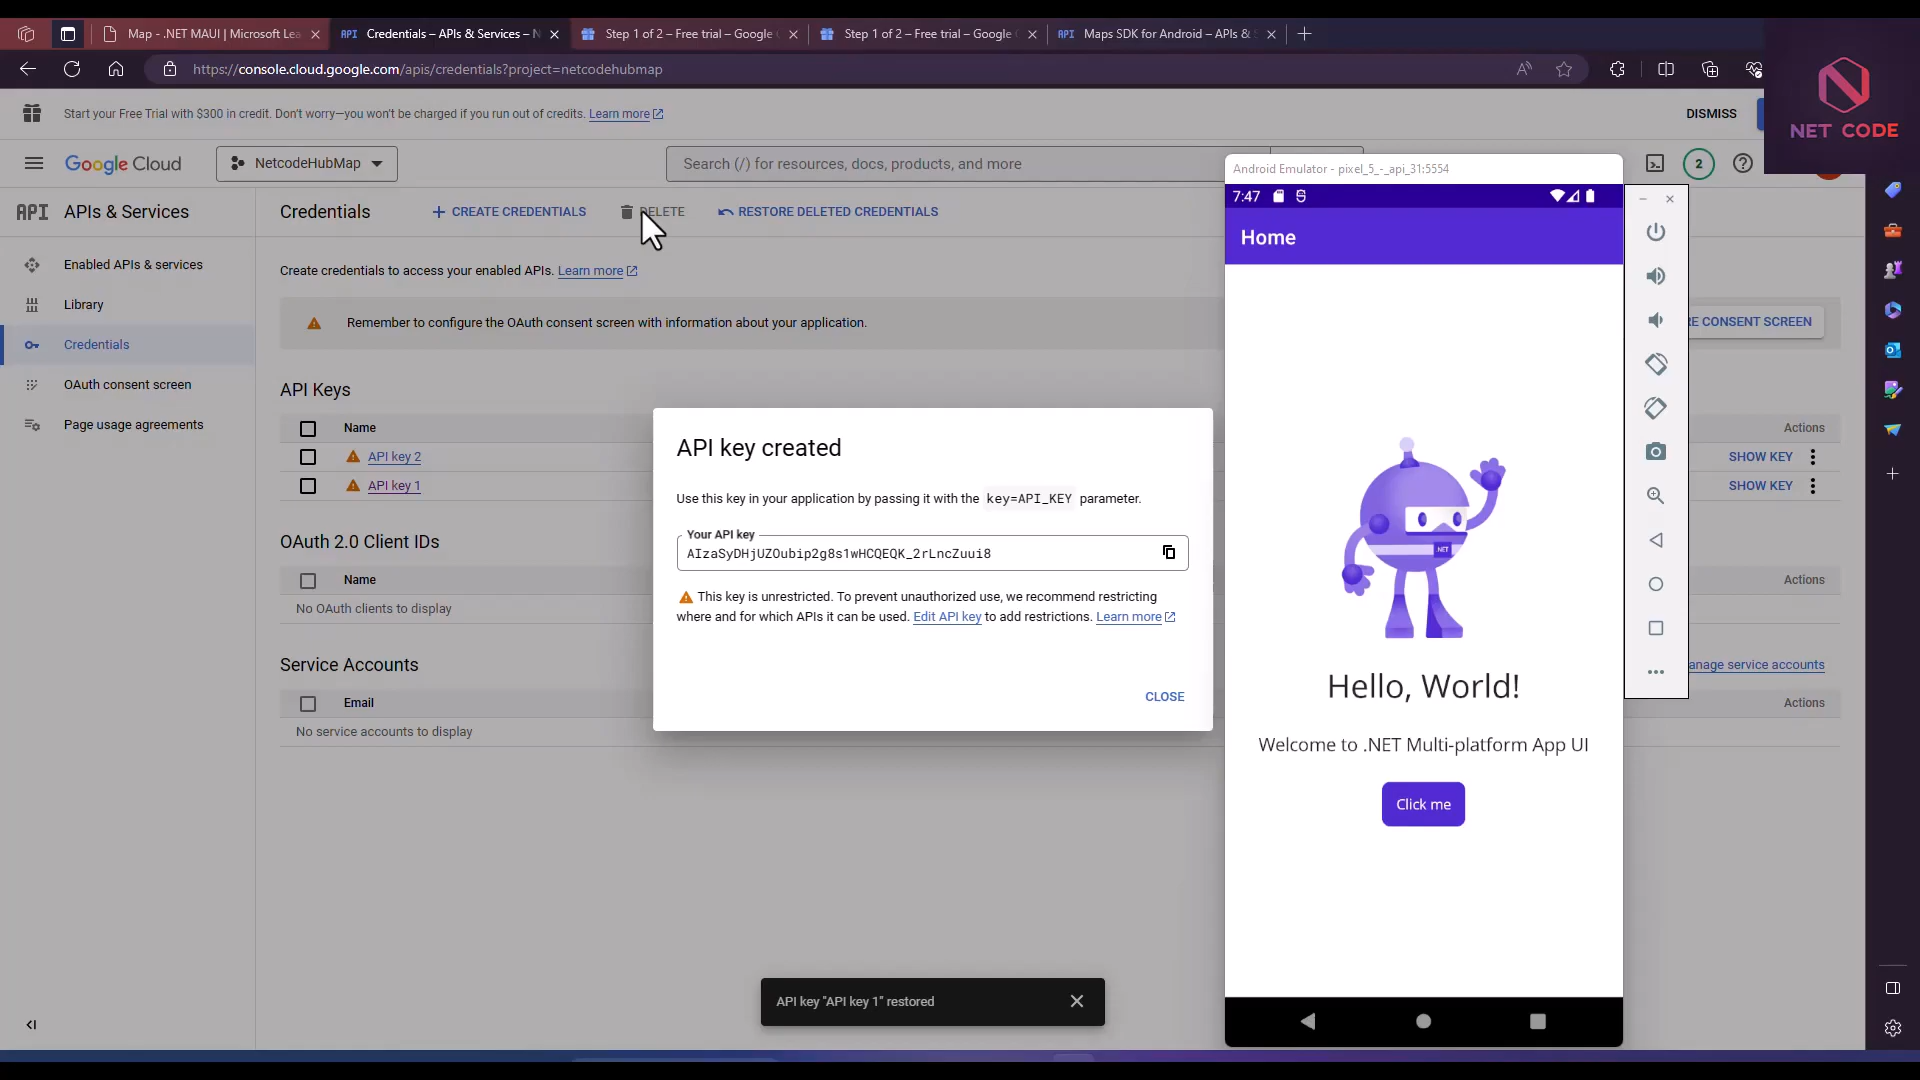 Map - .NET MAUI | Microsoft Lea
API Credentials – APIs & Services – N
Step 1 of 2 – Free trial – Google
Step 1 of 2 – Free trial – Google
API Maps SDK for Android – APIs &
https://console.cloud.google.com/apis/credentials?project=netcodehubmap
NET CODE
Start your Free Trial with $300 in credit. Don't worry—you won't be charged if you run out of credits. Learn more
DISMISS
Google Cloud
NetcodeHubMap
Search (/) for resources, docs, products, and more
2
API APIs & Services
Credentials
CREATE CREDENTIALS
DELETE
RESTORE DELETED CREDENTIALS
Enabled APIs & services
Library
Credentials
OAuth consent screen
Page usage agreements
Create credentials to access your enabled APIs. Learn more
Remember to configure the OAuth consent screen with information about your application.
RE CONSENT SCREEN
API Keys
Name
Actions
API key 2
SHOW KEY
API key 1
SHOW KEY
OAuth 2.0 Client IDs
Name
Actions
No OAuth clients to display
Service Accounts
anage service accounts
Email
Actions
No service accounts to display
API key created
Use this key in your application by passing it with the key=API_KEY parameter.
Your API key
AIzaSyDHjUZOubip2g8s1wHCQEQK_2rLncZuui8
This key is unrestricted. To prevent unauthorized use, we recommend restricting
where and for which APIs it can be used. Edit API key to add restrictions. Learn more
CLOSE
API key "API key 1" restored
Android Emulator - pixel_5_-_api_31:5554
7:47
Home
.NET
Hello, World!
Welcome to .NET Multi-platform App UI
Click me